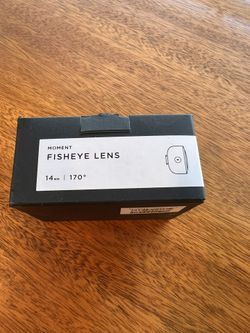 MOMENT
FISHEYE LENS
14mm | 170°